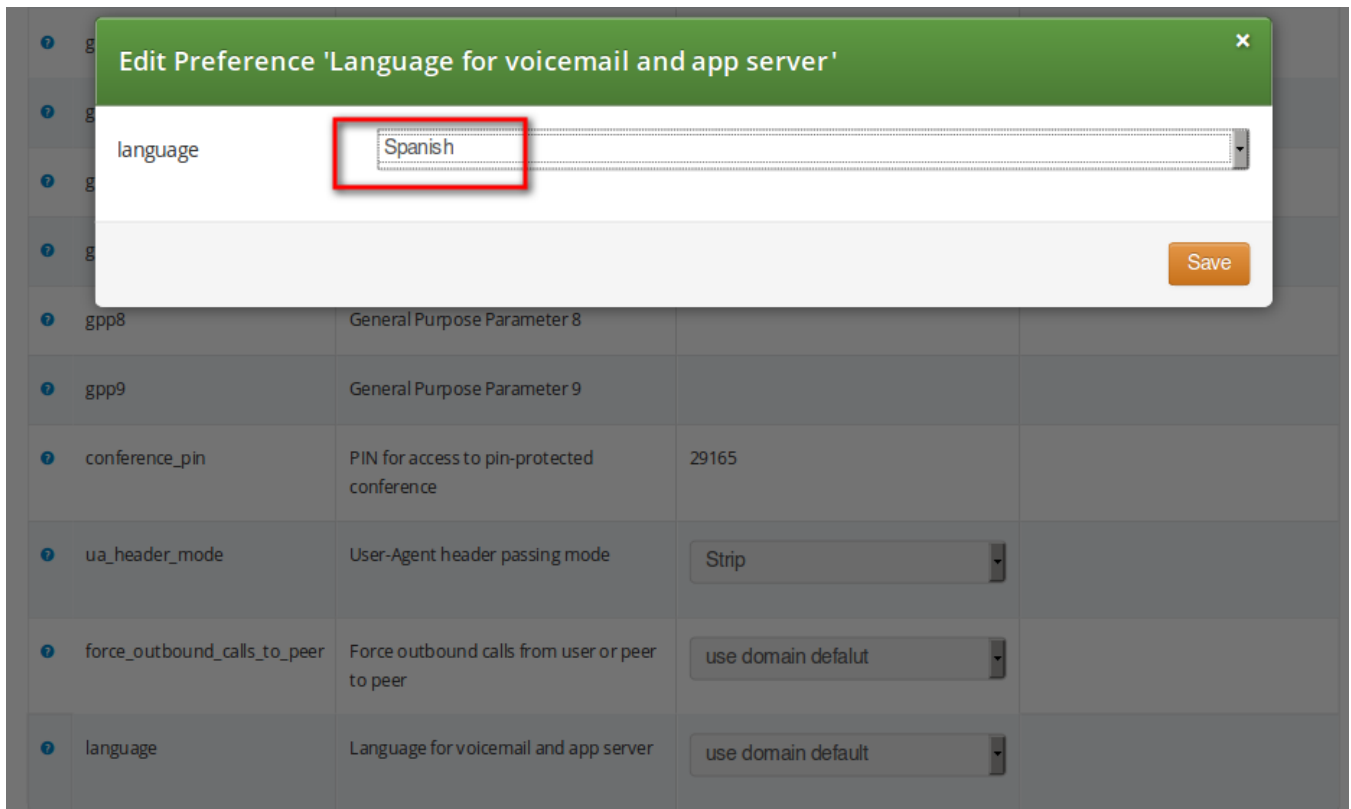 Edit Preference 'Language for voicemail and app server'
×
language
Spanish
Save
g
g
g
g
gpp8 General Purpose Parameter 8
gpp9 General Purpose Parameter 9
conference_pin PIN for access to pin-protected 29165
conference
ua_header_mode User-Agent header passing mode Strip
force_outbound_calls_to_peer Force outbound calls from user or peer use domain defalut
to peer
language Language for voicemail and app server use domain default